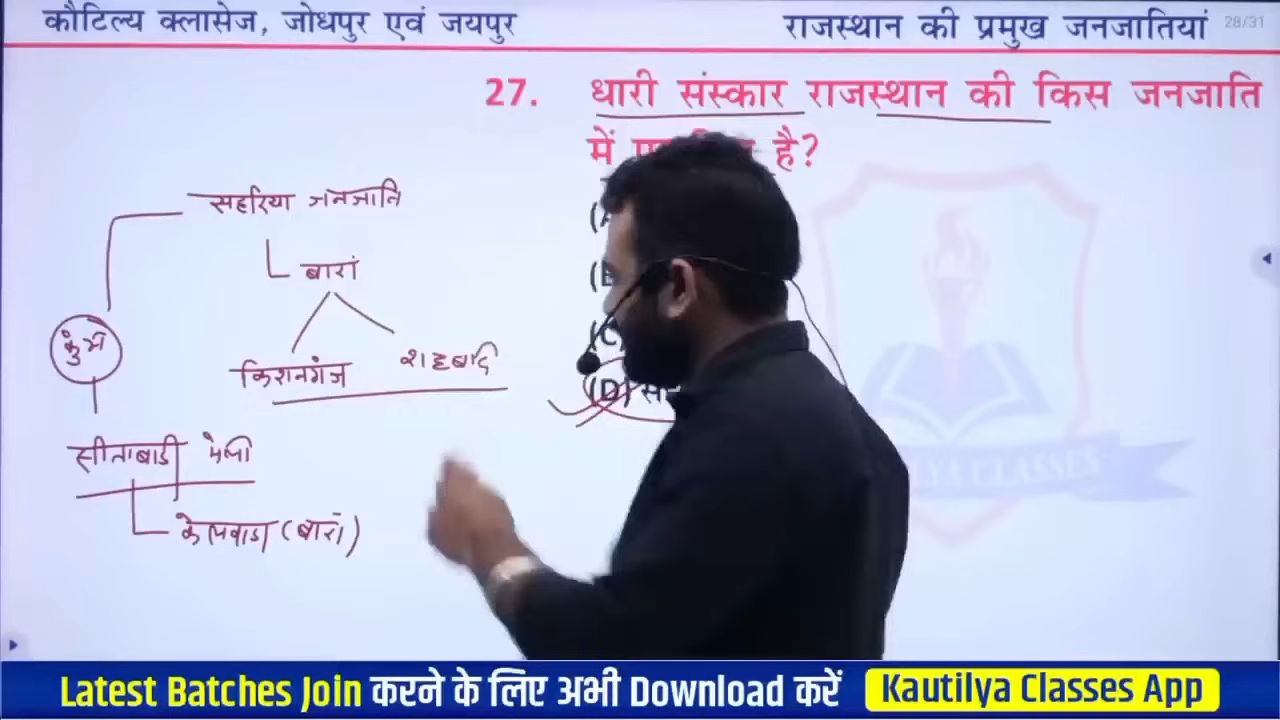 कौटिल्य क्लासेज, जोधपुर एवं जयपुर
राजस्थान की प्रमुख जनजातियां
28/31
27. धारी संस्कार राजस्थान की किस जनजाति
में है?
सहरिया जनजाति
बारां
किशनगंज शाहबाद
कुंभ
सीताबाडी मेला
केलवाडा (बारां)
(C)
(D)
CLASSES
Latest Batches Join करने के लिए अभी Download करें Kautilya Classes App